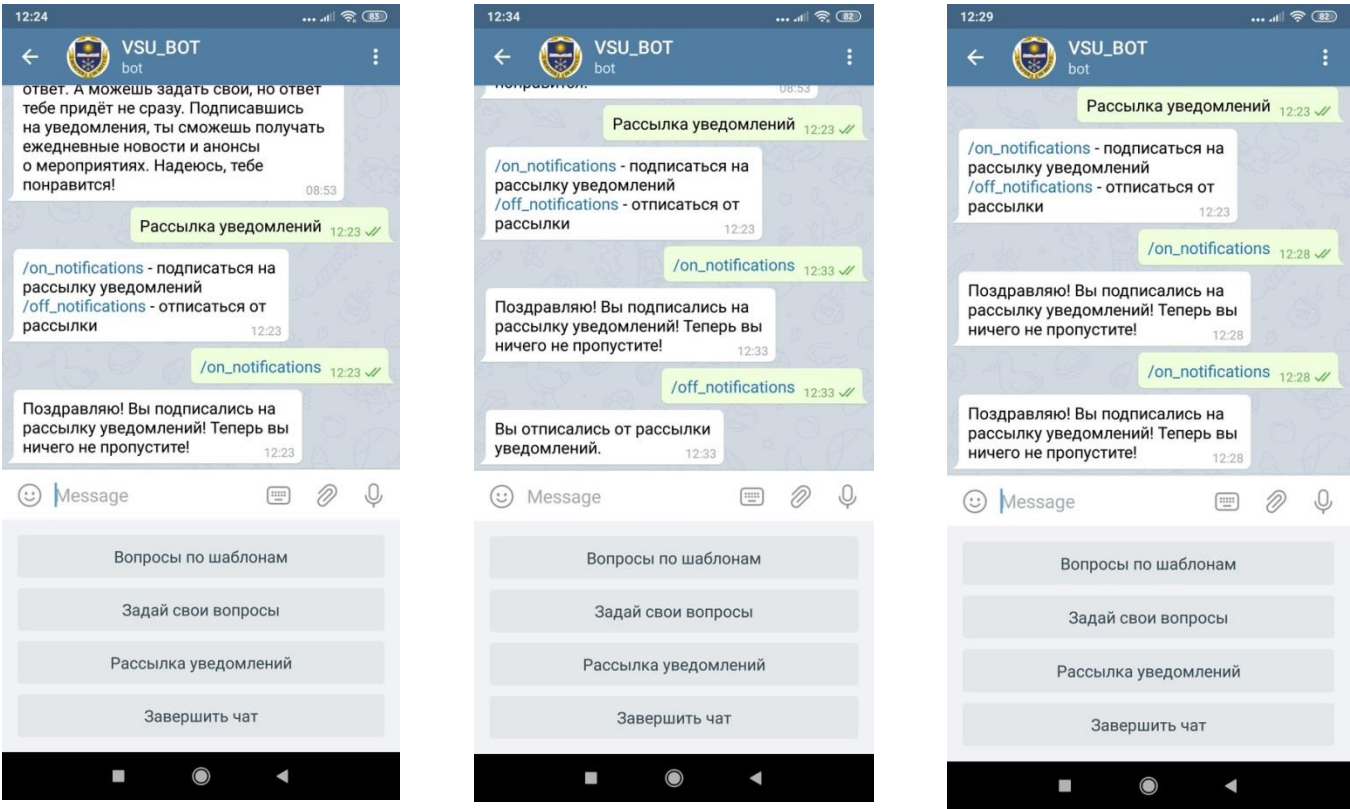 12:24
83
VSU_BOT
bot
ответ. А можешь задать свой, но ответ
тебе придёт не сразу. Подписавшись
на уведомления, ты сможешь получать
ежедневные новости и анонсы
о мероприятиях. Надеюсь, тебе
понравится!
08:53
Рассылка уведомлений 12:23
/on_notifications - подписаться на
рассылку уведомлений
/off_notifications - отписаться от
рассылки
12:23
/on_notifications 12:23
Поздравляю! Вы подписались на
рассылку уведомлений! Теперь вы
ничего не пропустите!
12:23
Message
Вопросы по шаблонам
Задай свои вопросы
Рассылка уведомлений
Завершить чат
12:34
82
VSU_BOT
bot
понравится!
08:53
Рассылка уведомлений 12:23
/on_notifications - подписаться на
рассылку уведомлений
/off_notifications - отписаться от
рассылки
12:23
/on_notifications 12:33
Поздравляю! Вы подписались на
рассылку уведомлений! Теперь вы
ничего не пропустите!
12:33
/off_notifications 12:33
Вы отписались от рассылки
уведомлений.
12:33
Message
Вопросы по шаблонам
Задай свои вопросы
Рассылка уведомлений
Завершить чат
12:29
82
VSU_BOT
bot
Рассылка уведомлений 12:23
/on_notifications - подписаться на
рассылку уведомлений
/off_notifications - отписаться от
рассылки
12:23
/on_notifications 12:28
Поздравляю! Вы подписались на
рассылку уведомлений! Теперь вы
ничего не пропустите!
12:28
/on_notifications 12:28
Поздравляю! Вы подписались на
рассылку уведомлений! Теперь вы
ничего не пропустите!
12:28
Message
Вопросы по шаблонам
Задай свои вопросы
Рассылка уведомлений
Завершить чат